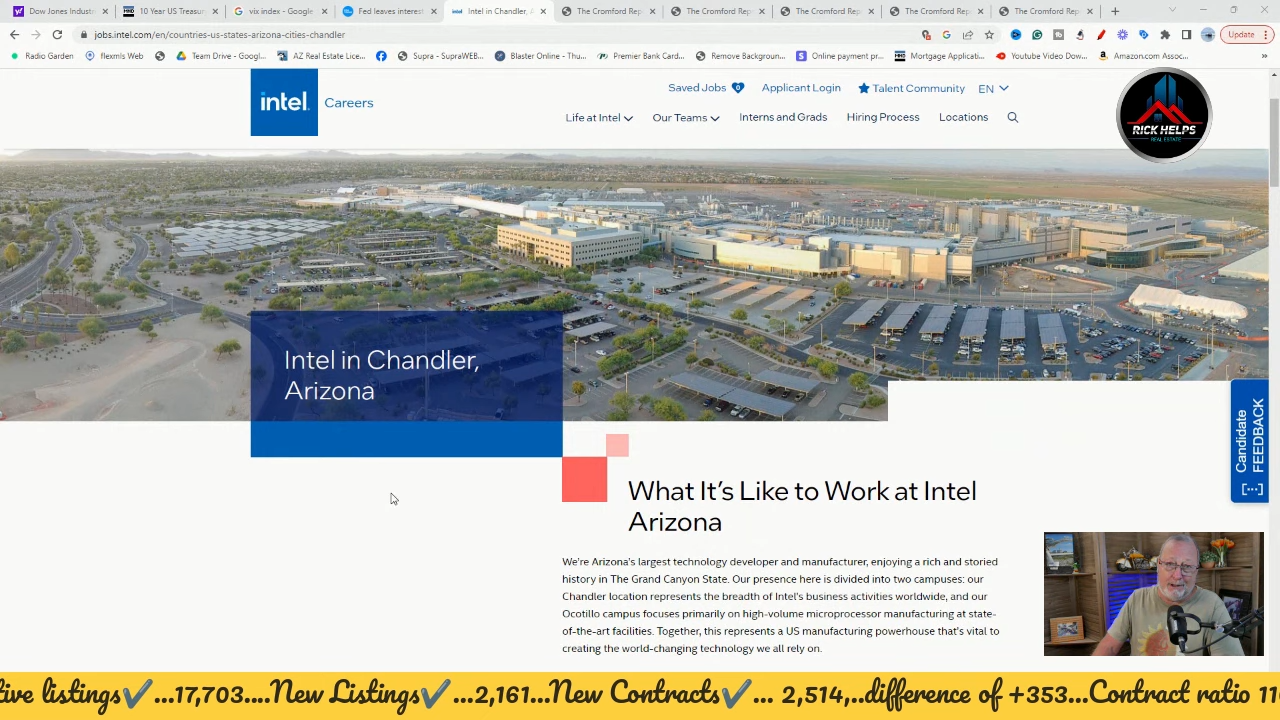 Dow Jones Indust
10 Year US Treasur
vix index - Google
Fed leaves interest
Intel in Chandler, A
The Cromford Rep
The Cromford Rep
The Cromford Rep
The Cromford Rep
The Cromford Rep
jobs.intel.com/en/countries-us-states-arizona-cities-chandler
Update
Radio Garden
flexmls Web
Team Drive - Googl...
AZ Real Estate Lice...
Supra - SupraWEB...
Blaster Online - Thu...
Premier Bank Card...
Remove Backgroun...
Online payment pr...
Mortgage Applicati...
Youtube Video Dow...
Amazon.com Assoc...
intel. Careers
Saved Jobs 0
Applicant Login
Talent Community
EN
Life at Intel
Our Teams
Interns and Grads
Hiring Process
Locations
RICK HELPS
REAL ESTATE
Intel in Chandler,
Arizona
Candidate
FEEDBACK
What It's Like to Work at Intel
Arizona
We're Arizona's largest technology developer and manufacturer, enjoying a rich and storied
history in The Grand Canyon State. Our presence here is divided into two campuses: our
Chandler location represents the breadth of Intel's business activities worldwide, and our
Ocotillo campus focuses primarily on high-volume microprocessor manufacturing at state-
of-the-art facilities. Together, this represents a US manufacturing powerhouse that's vital to
creating the world-changing technology we all rely on.
tive listings✔...17,703....New Listings✔...2,161...New Contracts✔... 2,514,..difference of +353...Contract ratio 11